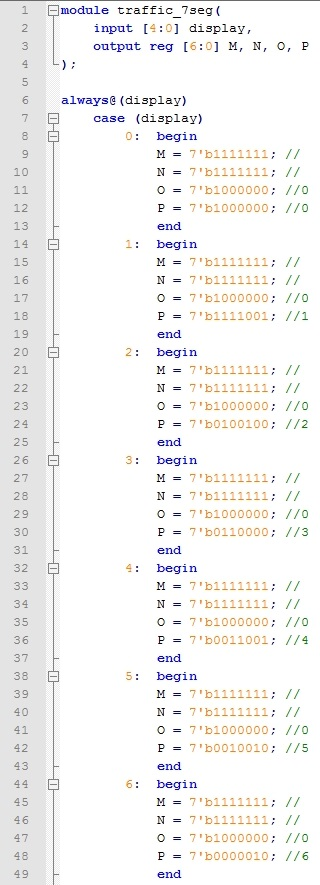 1 module traffic_7seg(
2     input [4:0] display,
3     output reg [6:0] M, N, O, P
4 );
5
6 always@(display)
7     case (display)
8         0:  begin
9             M = 7'b1111111; //
10             N = 7'b1111111; //
11             O = 7'b1000000; //0
12             P = 7'b1000000; //0
13             end
14         1:  begin
15             M = 7'b1111111; //
16             N = 7'b1111111; //
17             O = 7'b1000000; //0
18             P = 7'b1111001; //1
19             end
20         2:  begin
21             M = 7'b1111111; //
22             N = 7'b1111111; //
23             O = 7'b1000000; //0
24             P = 7'b0100100; //2
25             end
26         3:  begin
27             M = 7'b1111111; //
28             N = 7'b1111111; //
29             O = 7'b1000000; //0
30             P = 7'b0110000; //3
31             end
32         4:  begin
33             M = 7'b1111111; //
34             N = 7'b1111111; //
35             O = 7'b1000000; //0
36             P = 7'b0011001; //4
37             end
38         5:  begin
39             M = 7'b1111111; //
40             N = 7'b1111111; //
41             O = 7'b1000000; //0
42             P = 7'b0010010; //5
43             end
44         6:  begin
45             M = 7'b1111111; //
46             N = 7'b1111111; //
47             O = 7'b1000000; //0
48             P = 7'b0000010; //6
49             end